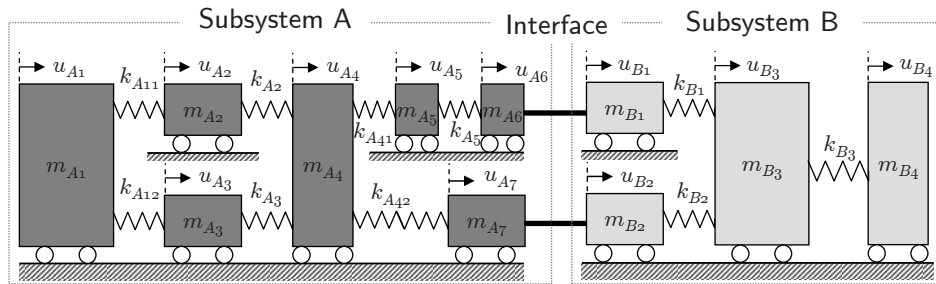 Subsystem A Interface Subsystem B
u_{A1} u_{A2} u_{A4} u_{A5} u_{A6} u_{B1} u_{B3} u_{B4}
k_{A11} k_{A2} k_{B1}
m_{A2} m_{A5} m_{A6} m_{B1}
k_{A41} k_{A5} k_{B3}
m_{A1} m_{A4} m_{B3} m_{B4}
u_{A3} u_{A7} u_{B2}
k_{A12} k_{A3} k_{A42} k_{B2}
m_{A3} m_{A7} m_{B2}